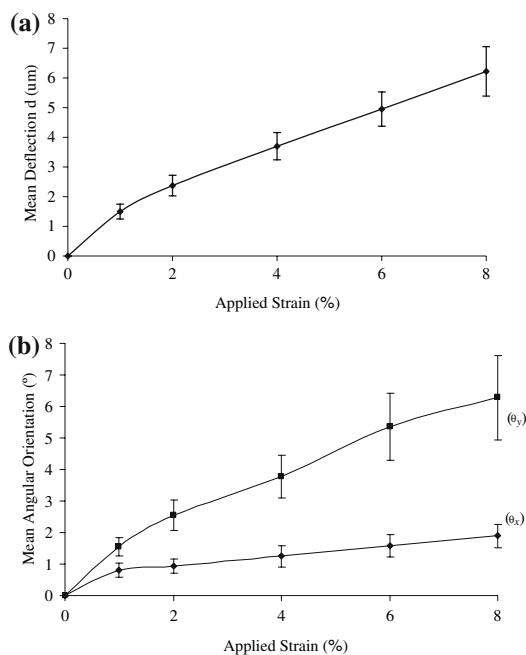 (a)
8
7
6
5
4
3
2
1
0
Mean Deflection d (um)
0 2 4 6 8
Applied Strain (%)
(b)
8
7
6
5
4
3
2
1
0
Mean Angular Orientation (º)
(θy)
(θx)
0 2 4 6 8
Applied Strain (%)